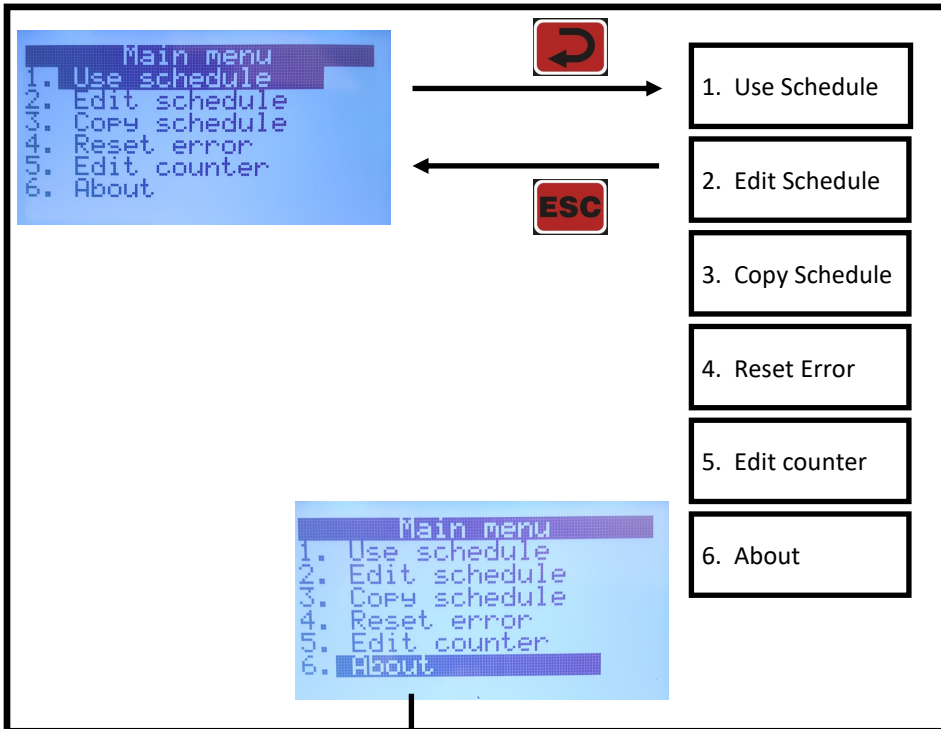 Main menu
1. Use schedule
2. Edit schedule
3. Copy schedule
4. Reset error
5. Edit counter
6. About
ESC
1. Use Schedule
2. Edit Schedule
3. Copy Schedule
4. Reset Error
5. Edit counter
6. About
Main menu
1. Use schedule
2. Edit schedule
3. Copy schedule
4. Reset error
5. Edit counter
6. About